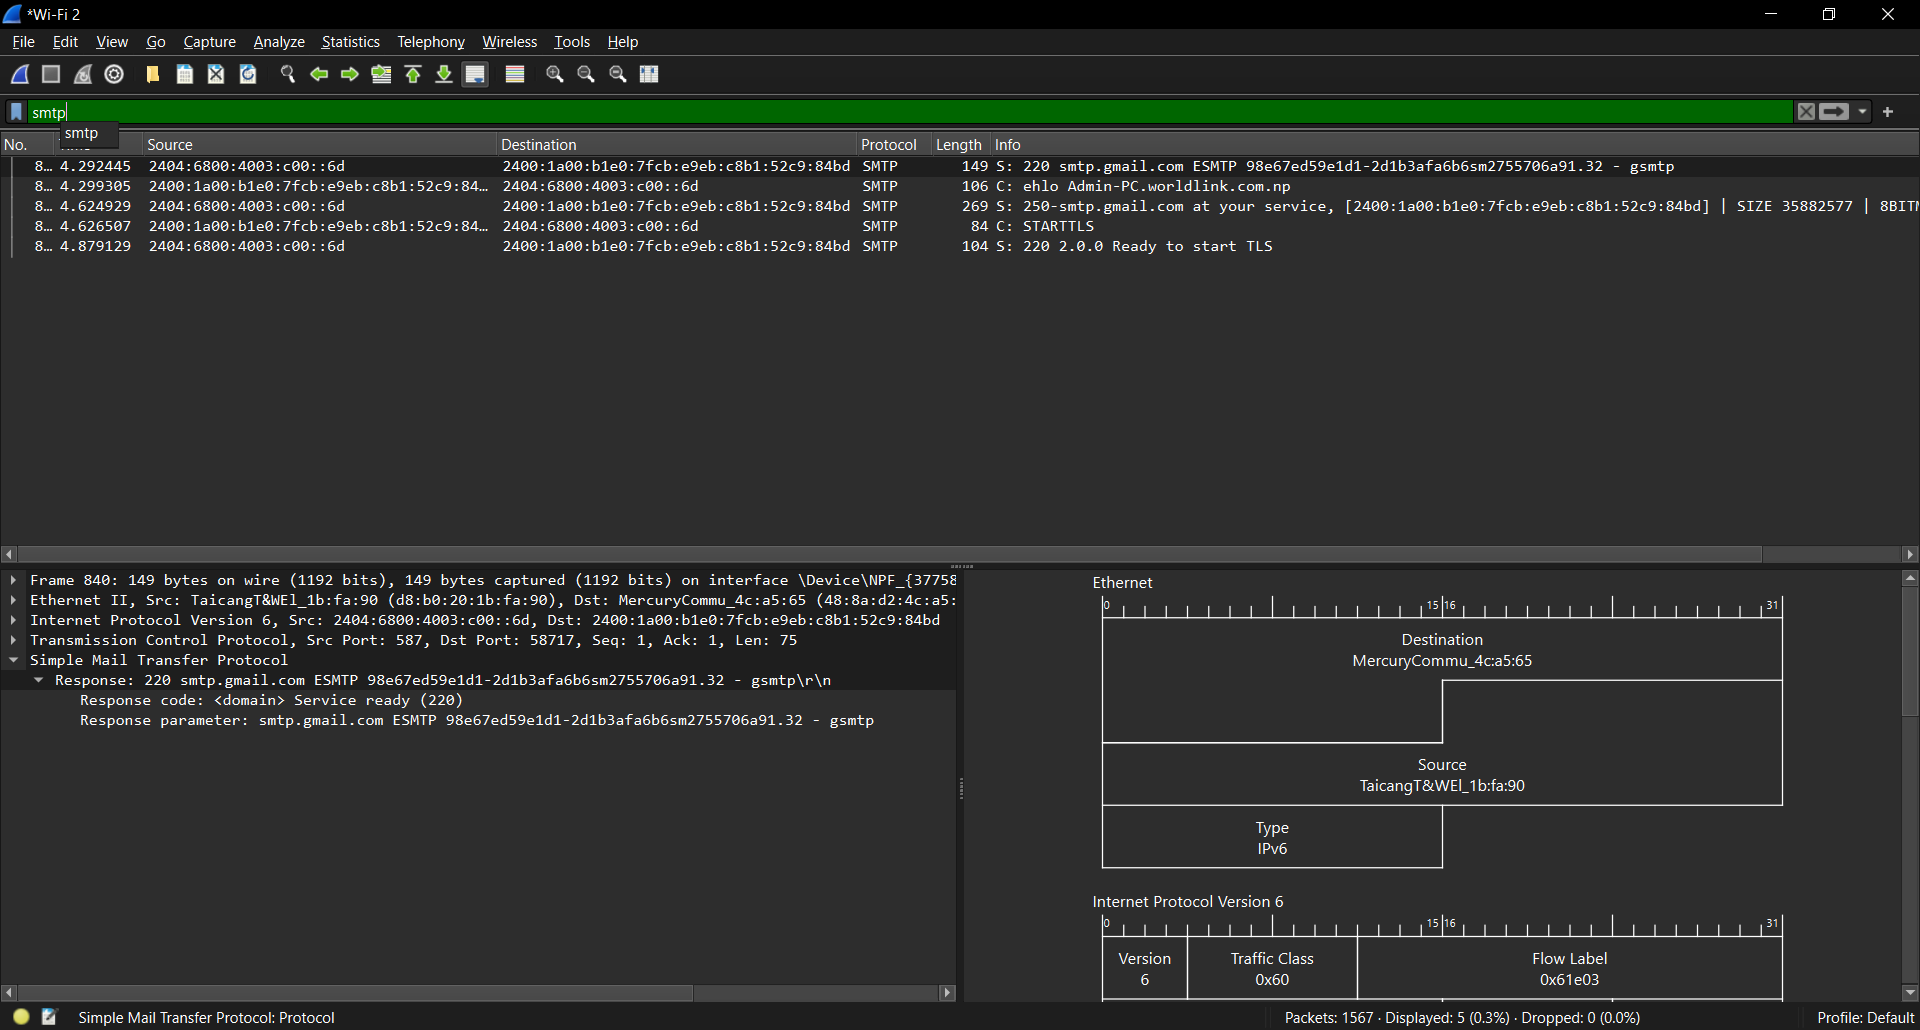 *Wi-Fi 2
File Edit View Go Capture Analyze Statistics Telephony Wireless Tools Help
smtp
smtp
No. Source Destination Protocol Length Info
8… 4.292445 2404:6800:4003:c00::6d 2400:1a00:b1e0:7fcb:e9eb:c8b1:52c9:84bd SMTP 149 S: 220 smtp.gmail.com ESMTP 98e67ed59e1d1-2d1b3afa6b6sm2755706a91.32 - gsmtp
8… 4.299305 2400:1a00:b1e0:7fcb:e9eb:c8b1:52c9:84… 2404:6800:4003:c00::6d SMTP 106 C: ehlo Admin-PC.worldlink.com.np
8… 4.624929 2404:6800:4003:c00::6d 2400:1a00:b1e0:7fcb:e9eb:c8b1:52c9:84bd SMTP 269 S: 250-smtp.gmail.com at your service, [2400:1a00:b1e0:7fcb:e9eb:c8b1:52c9:84bd] | SIZE 35882577 | 8BITM
8… 4.626507 2400:1a00:b1e0:7fcb:e9eb:c8b1:52c9:84… 2404:6800:4003:c00::6d SMTP 84 C: STARTTLS
8… 4.879129 2404:6800:4003:c00::6d 2400:1a00:b1e0:7fcb:e9eb:c8b1:52c9:84bd SMTP 104 S: 220 2.0.0 Ready to start TLS
Frame 840: 149 bytes on wire (1192 bits), 149 bytes captured (1192 bits) on interface \Device\NPF_{37758
Ethernet II, Src: TaicangT&WEl_1b:fa:90 (d8:b0:20:1b:fa:90), Dst: MercuryCommu_4c:a5:65 (48:8a:d2:4c:a5:
Internet Protocol Version 6, Src: 2404:6800:4003:c00::6d, Dst: 2400:1a00:b1e0:7fcb:e9eb:c8b1:52c9:84bd
Transmission Control Protocol, Src Port: 587, Dst Port: 58717, Seq: 1, Ack: 1, Len: 75
Simple Mail Transfer Protocol
Response: 220 smtp.gmail.com ESMTP 98e67ed59e1d1-2d1b3afa6b6sm2755706a91.32 - gsmtp\r\n
Response code: <domain> Service ready (220)
Response parameter: smtp.gmail.com ESMTP 98e67ed59e1d1-2d1b3afa6b6sm2755706a91.32 - gsmtp
Ethernet
0 15 16 31
Destination
MercuryCommu_4c:a5:65
Source
TaicangT&WEl_1b:fa:90
Type
IPv6
Internet Protocol Version 6
0 15 16 31
Version Traffic Class Flow Label
6 0x60 0x61e03
Simple Mail Transfer Protocol: Protocol
Packets: 1567 · Displayed: 5 (0.3%) · Dropped: 0 (0.0%)
Profile: Default